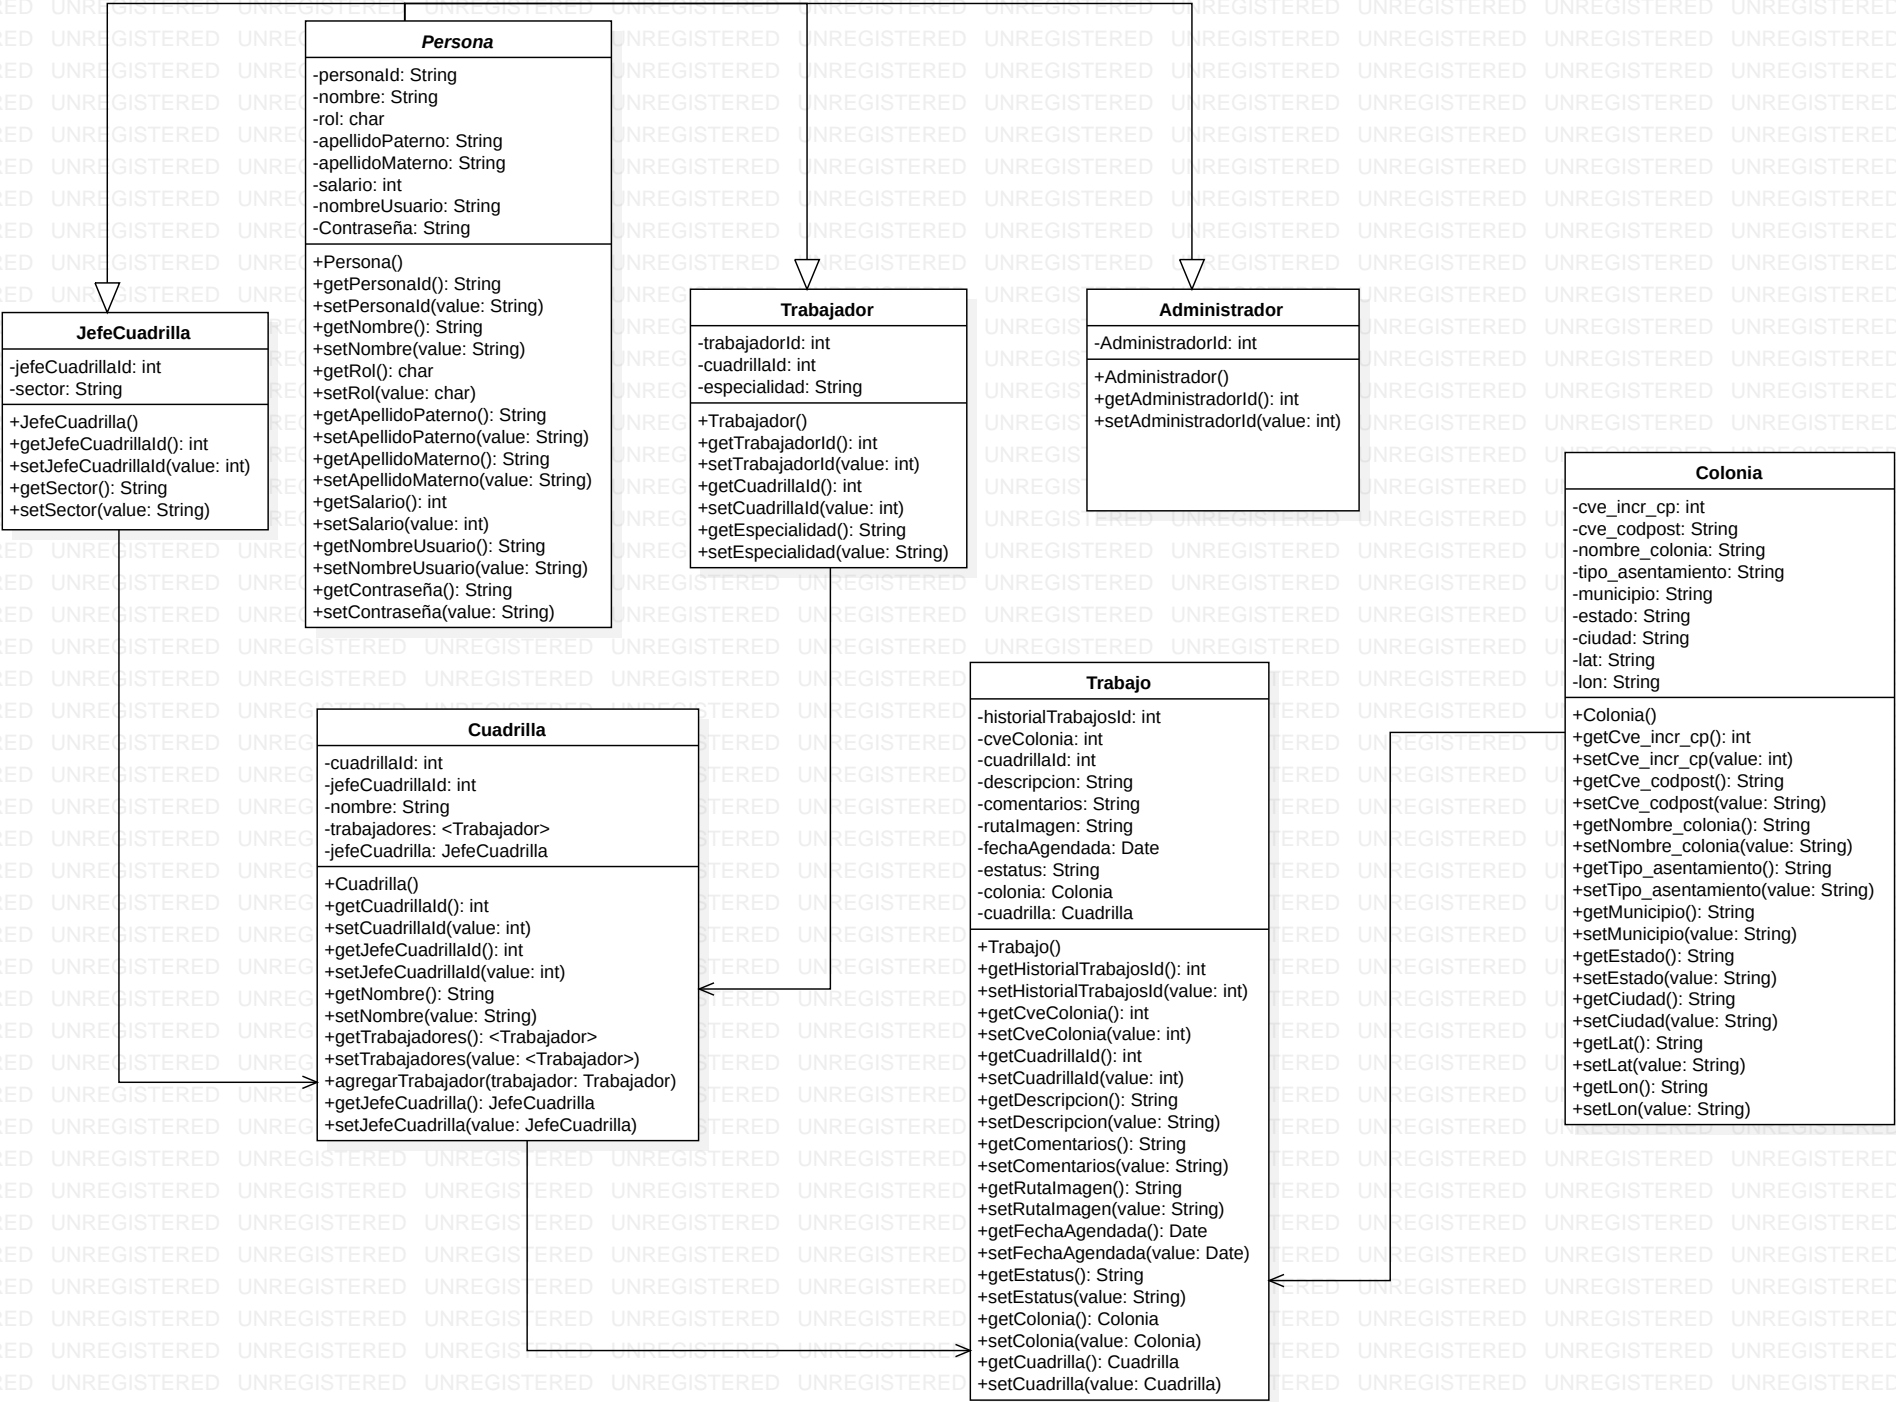 Persona
-personaId: String
-nombre: String
-rol: char
-apellidoPaterno: String
-apellidoMaterno: String
-salario: int
-nombreUsuario: String
-Contraseña: String
+Persona()
+getPersonaId(): String
+setPersonaId(value: String)
+getNombre(): String
+setNombre(value: String)
+getRol(): char
+setRol(value: char)
+getApellidoPaterno(): String
+setApellidoPaterno(value: String)
+getApellidoMaterno(): String
+setApellidoMaterno(value: String)
+getSalario(): int
+setSalario(value: int)
+getNombreUsuario(): String
+setNombreUsuario(value: String)
+getContraseña(): String
+setContraseña(value: String)
JefeCuadrilla
-jefeCuadrillaId: int
-sector: String
+JefeCuadrilla()
+getJefeCuadrillaId(): int
+setJefeCuadrillaId(value: int)
+getSector(): String
+setSector(value: String)
Trabajador
-trabajadorId: int
-cuadrillaId: int
-especialidad: String
+Trabajador()
+getTrabajadorId(): int
+setTrabajadorId(value: int)
+getCuadrillaId(): int
+setCuadrillaId(value: int)
+getEspecialidad(): String
+setEspecialidad(value: String)
Administrador
-AdministradorId: int
+Administrador()
+getAdministradorId(): int
+setAdministradorId(value: int)
Colonia
-cve_incr_cp: int
-cve_codpost: String
-nombre_colonia: String
-tipo_asentamiento: String
-municipio: String
-estado: String
-ciudad: String
-lat: String
-lon: String
+Colonia()
+getCve_incr_cp(): int
+setCve_incr_cp(value: int)
+getCve_codpost(): String
+setCve_codpost(value: String)
+getNombre_colonia(): String
+setNombre_colonia(value: String)
+getTipo_asentamiento(): String
+setTipo_asentamiento(value: String)
+getMunicipio(): String
+setMunicipio(value: String)
+getEstado(): String
+setEstado(value: String)
+getCiudad(): String
+setCiudad(value: String)
+getLat(): String
+setLat(value: String)
+getLon(): String
+setLon(value: String)
Cuadrilla
-cuadrillaId: int
-jefeCuadrillaId: int
-nombre: String
-trabajadores: <Trabajador>
-jefeCuadrilla: JefeCuadrilla
+Cuadrilla()
+getCuadrillaId(): int
+setCuadrillaId(value: int)
+getJefeCuadrillaId(): int
+setJefeCuadrillaId(value: int)
+getNombre(): String
+setNombre(value: String)
+getTrabajadores(): <Trabajador>
+setTrabajadores(value: <Trabajador>)
+agregarTrabajador(trabajador: Trabajador)
+getJefeCuadrilla(): JefeCuadrilla
+setJefeCuadrilla(value: JefeCuadrilla)
Trabajo
-historialTrabajosId: int
-cveColonia: int
-cuadrillaId: int
-descripcion: String
-comentarios: String
-rutaImagen: String
-fechaAgendada: Date
-estatus: String
-colonia: Colonia
-cuadrilla: Cuadrilla
+Trabajo()
+getHistorialTrabajosId(): int
+setHistorialTrabajosId(value: int)
+getCveColonia(): int
+setCveColonia(value: int)
+getCuadrillaId(): int
+setCuadrillaId(value: int)
+getDescripcion(): String
+setDescripcion(value: String)
+getComentarios(): String
+setComentarios(value: String)
+getRutaImagen(): String
+setRutaImagen(value: String)
+getFechaAgendada(): Date
+setFechaAgendada(value: Date)
+getEstatus(): String
+setEstatus(value: String)
+getColonia(): Colonia
+setColonia(value: Colonia)
+getCuadrilla(): Cuadrilla
+setCuadrilla(value: Cuadrilla)